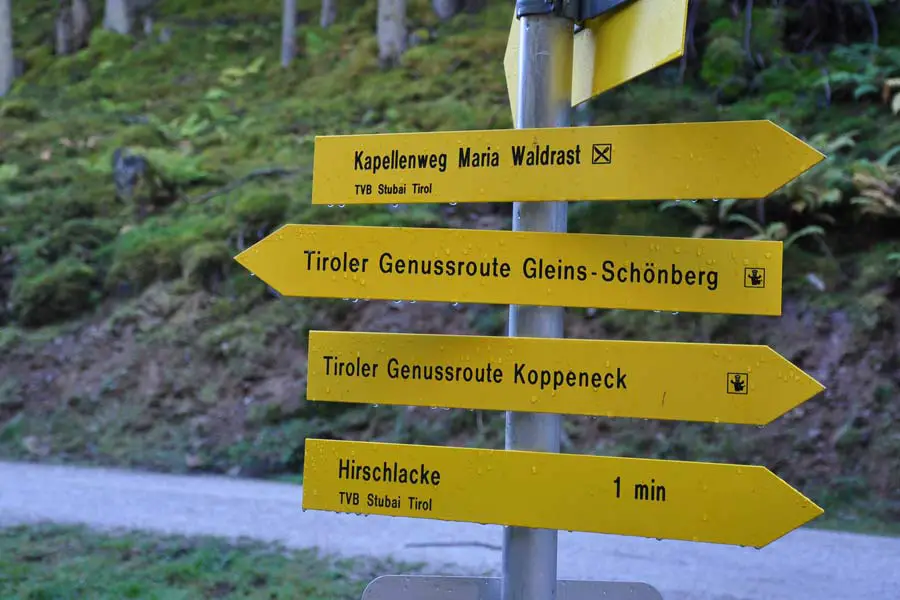 Kapellenweg Maria Waldrast
TVB Stubai Tirol
Tiroler Genussroute Gleins-Schönberg
Tiroler Genussroute Koppeneck
Hirschlacke 1 min
TVB Stubai Tirol